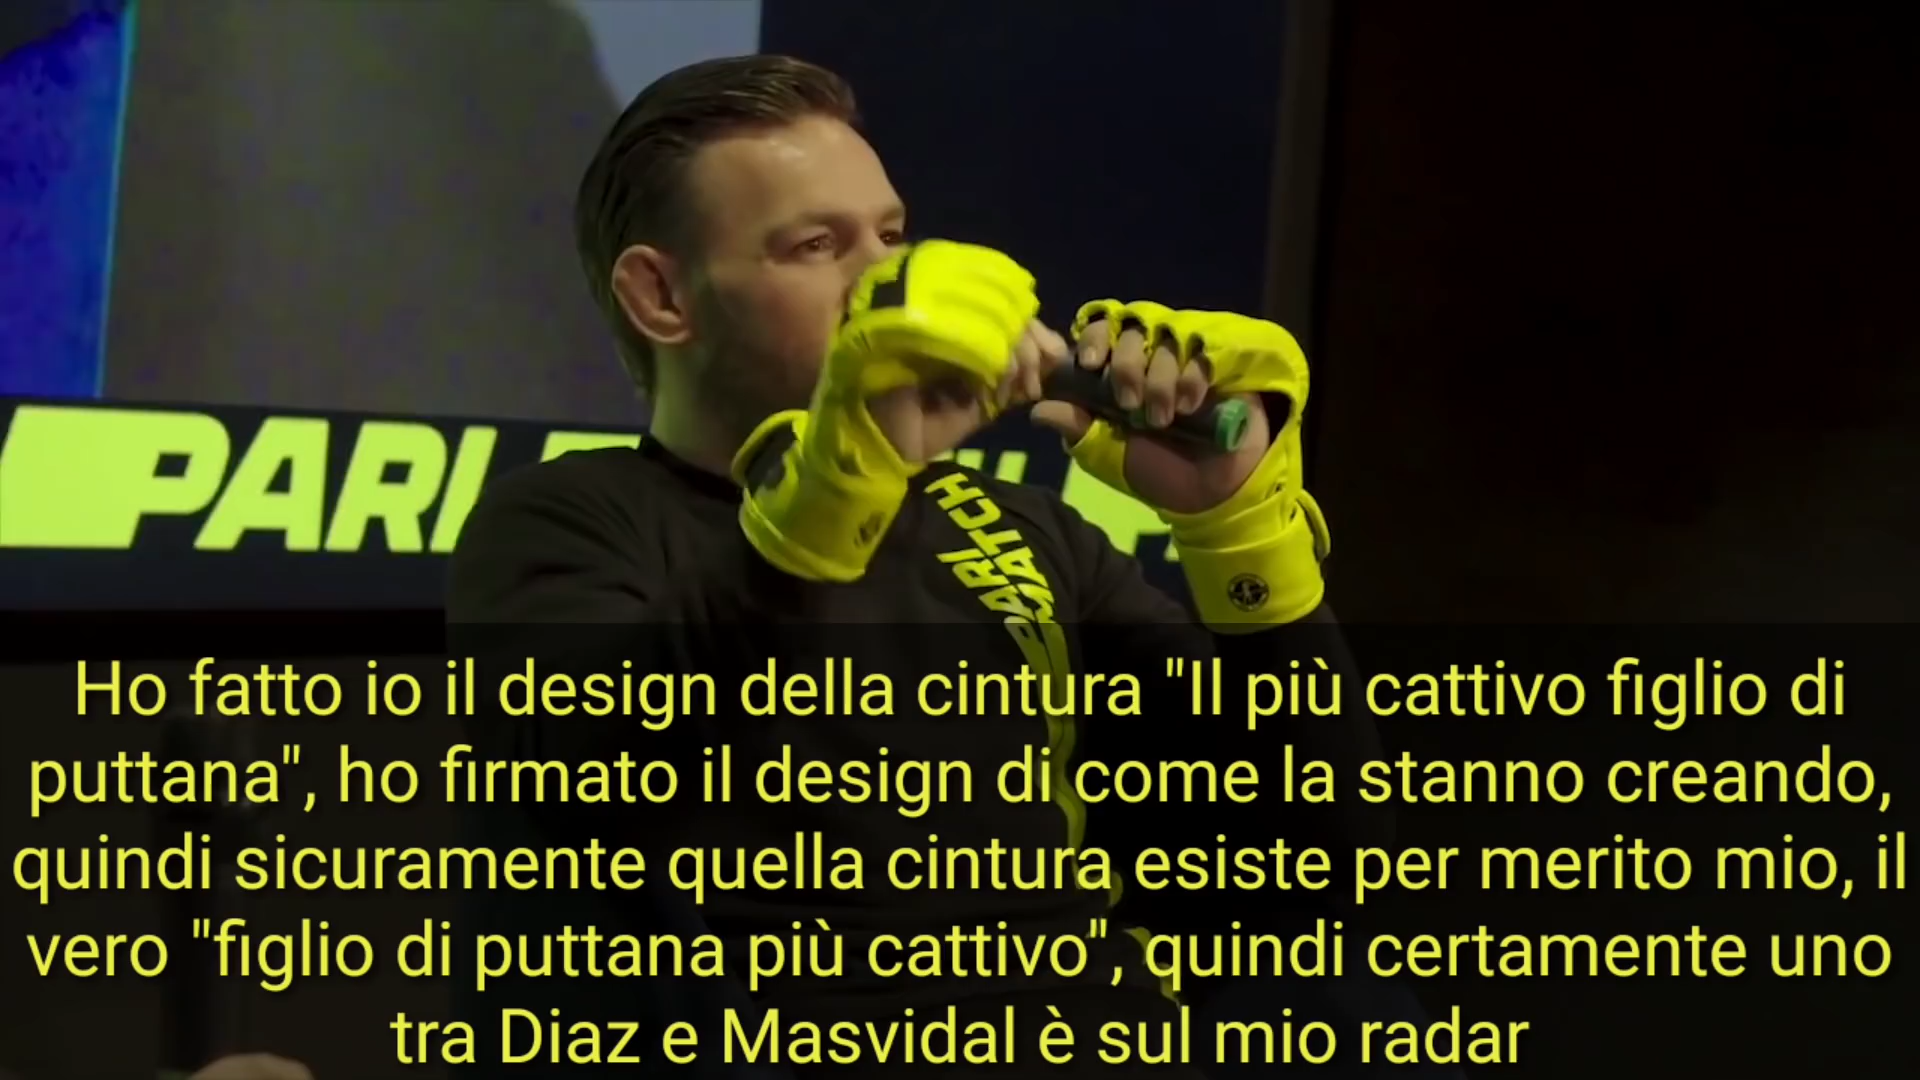 PARI
PARI
MATCH
Ho fatto io il design della cintura "Il più cattivo figlio di
puttana", ho firmato il design di come la stanno creando,
quindi sicuramente quella cintura esiste per merito mio, il
vero "figlio di puttana più cattivo", quindi certamente uno
tra Diaz e Masvidal è sul mio radar